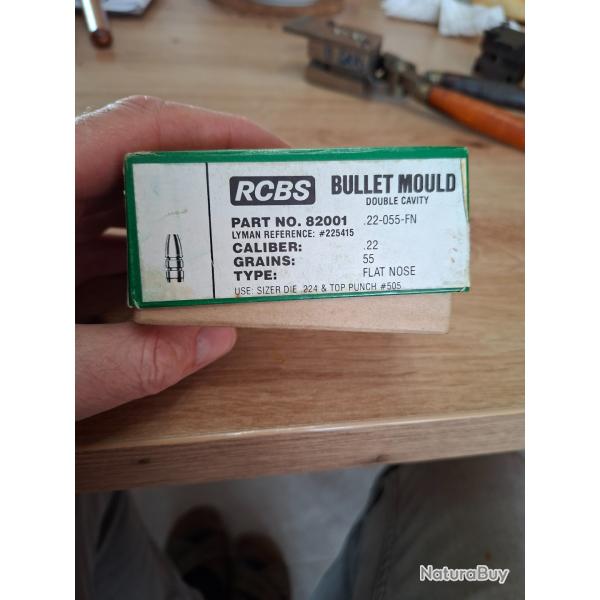 RCBS BULLET MOULD
DOUBLE CAVITY
PART NO. 82001 .22-055-FN
LYMAN REFERENCE: #225415
CALIBER: .22
GRAINS: 55
TYPE: FLAT NOSE
USE: SIZER DIE .224 & TOP PUNCH #505
NaturaBuy